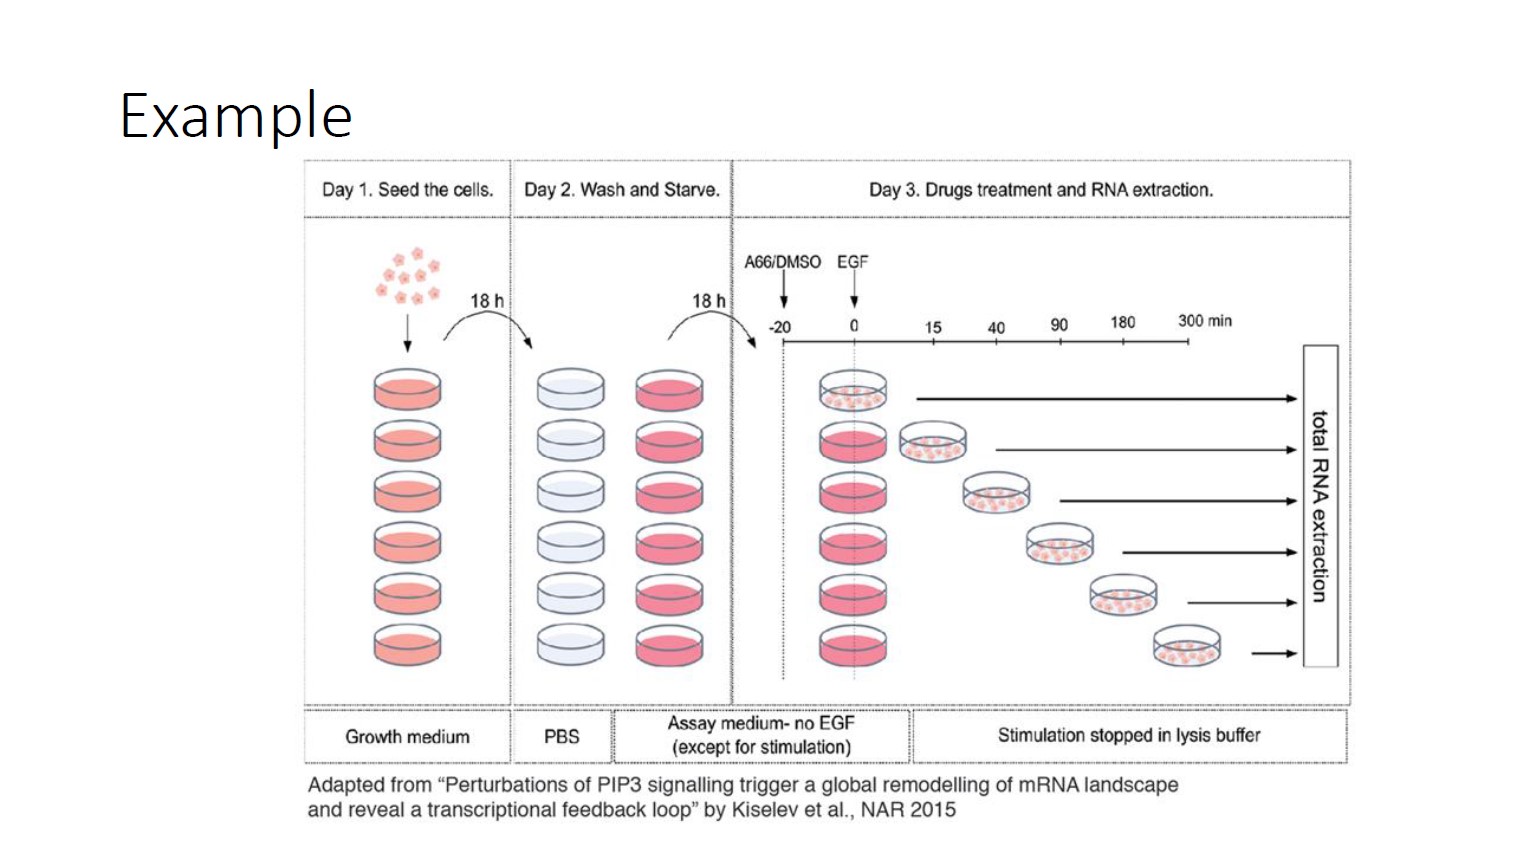 Example
Day 1. Seed the cells.
Day 2. Wash and Starve.
Day 3. Drugs treatment and RNA extraction.
A66/DMSO
EGF
18 h
18 h
-20
0
15
40
90
180
300 min
total RNA extraction
Growth medium
PBS
Assay medium- no EGF
(except for stimulation)
Stimulation stopped in lysis buffer
Adapted from “Perturbations of PIP3 signalling trigger a global remodelling of mRNA landscape
and reveal a transcriptional feedback loop” by Kiselev et al., NAR 2015